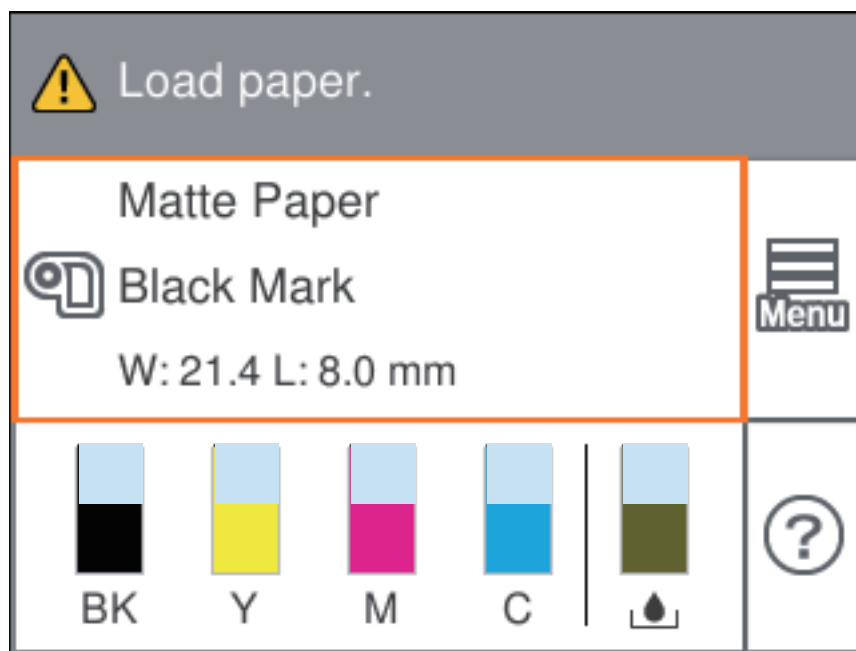 Load paper.
Matte Paper
Black Mark
W: 21.4 L: 8.0 mm
Menu
BK Y M C
?